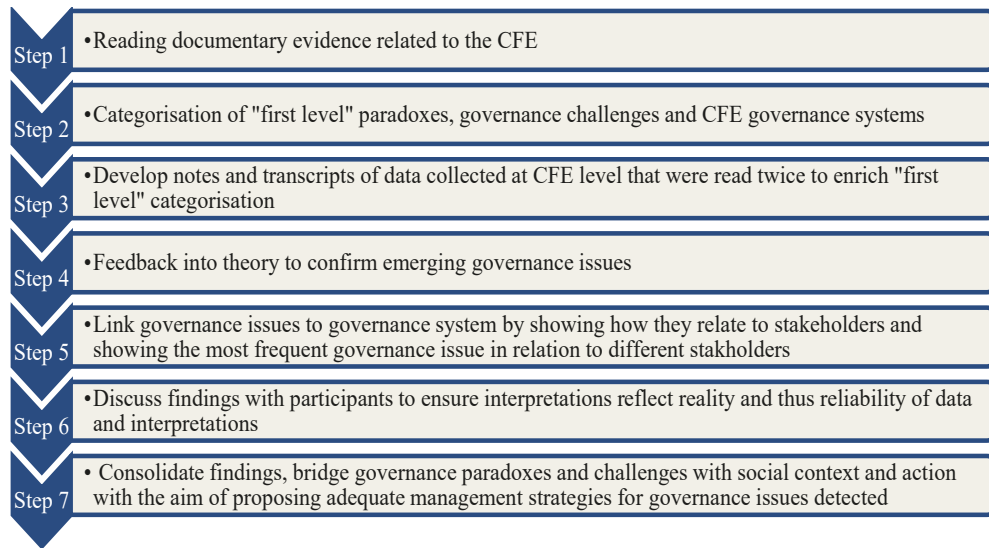 Step 1
•Reading documentary evidence related to the CFE
Step 2
•Categorisation of "first level" paradoxes, governance challenges and CFE governance systems
Step 3
•Develop notes and transcripts of data collected at CFE level that were read twice to enrich "first
level" categorisation
Step 4
•Feedback into theory to confirm emerging governance issues
Step 5
•Link governance issues to governance system by showing how they relate to stakeholders and
showing the most frequent governance issue in relation to different stakholders
Step 6
•Discuss findings with participants to ensure interpretations reflect reality and thus reliability of data
and interpretations
Step 7
• Consolidate findings, bridge governance paradoxes and challenges with social context and action
with the aim of proposing adequate management strategies for governance issues detected